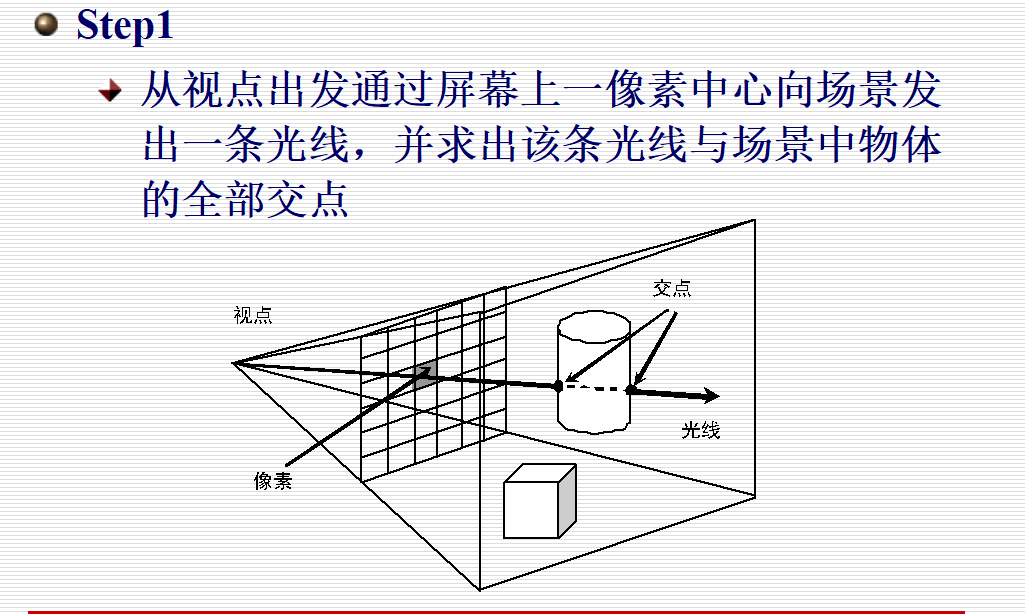 Step1
从视点出发通过屏幕上一像素中心向场景发
出一条光线，并求出该条光线与场景中物体
的全部交点
交点
视点
光线
像素